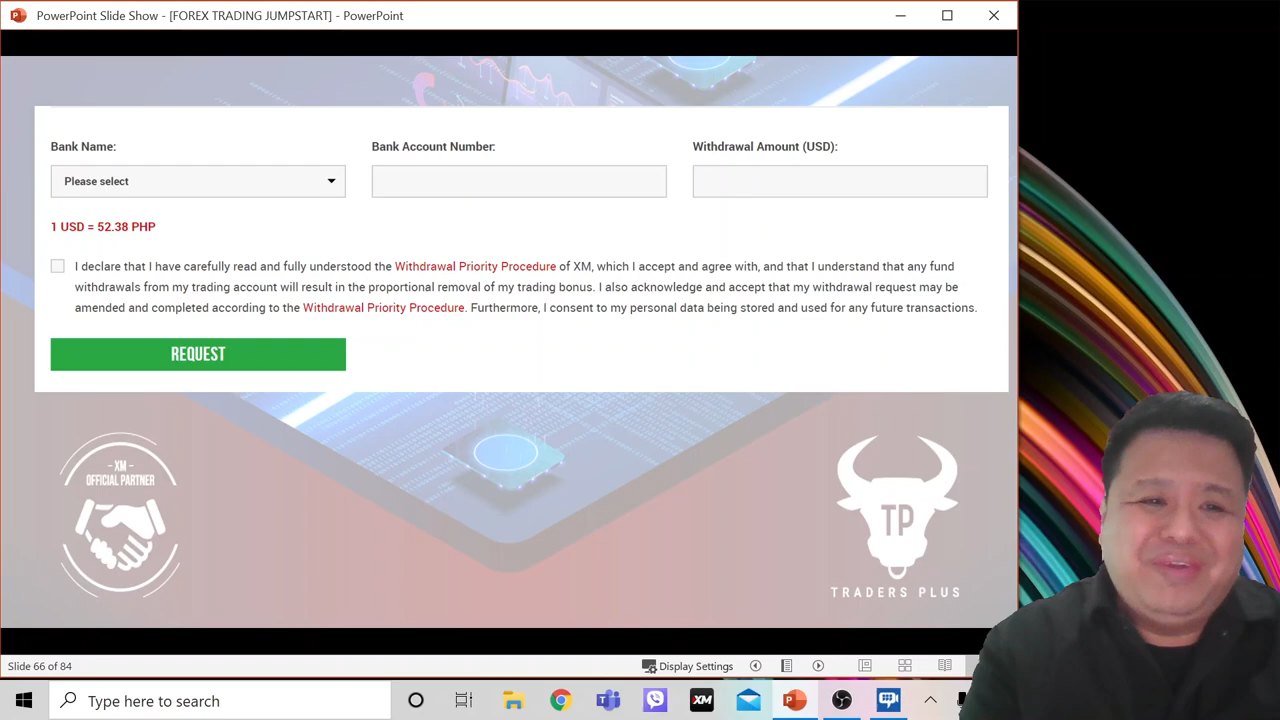 PowerPoint Slide Show - [FOREX TRADING JUMPSTART] - PowerPoint
Bank Name:
Bank Account Number:
Withdrawal Amount (USD):
Please select
1 USD = 52.38 PHP
I declare that I have carefully read and fully understood the Withdrawal Priority Procedure of XM, which I accept and agree with, and that I understand that any fund
withdrawals from my trading account will result in the proportional removal of my trading bonus. I also acknowledge and accept that my withdrawal request may be
amended and completed according to the Withdrawal Priority Procedure. Furthermore, I consent to my personal data being stored and used for any future transactions.
REQUEST
- XM -
OFFICIAL PARTNER
TP
TRADERS PLUS
Slide 66 of 84
Display Settings
Type here to search
XM